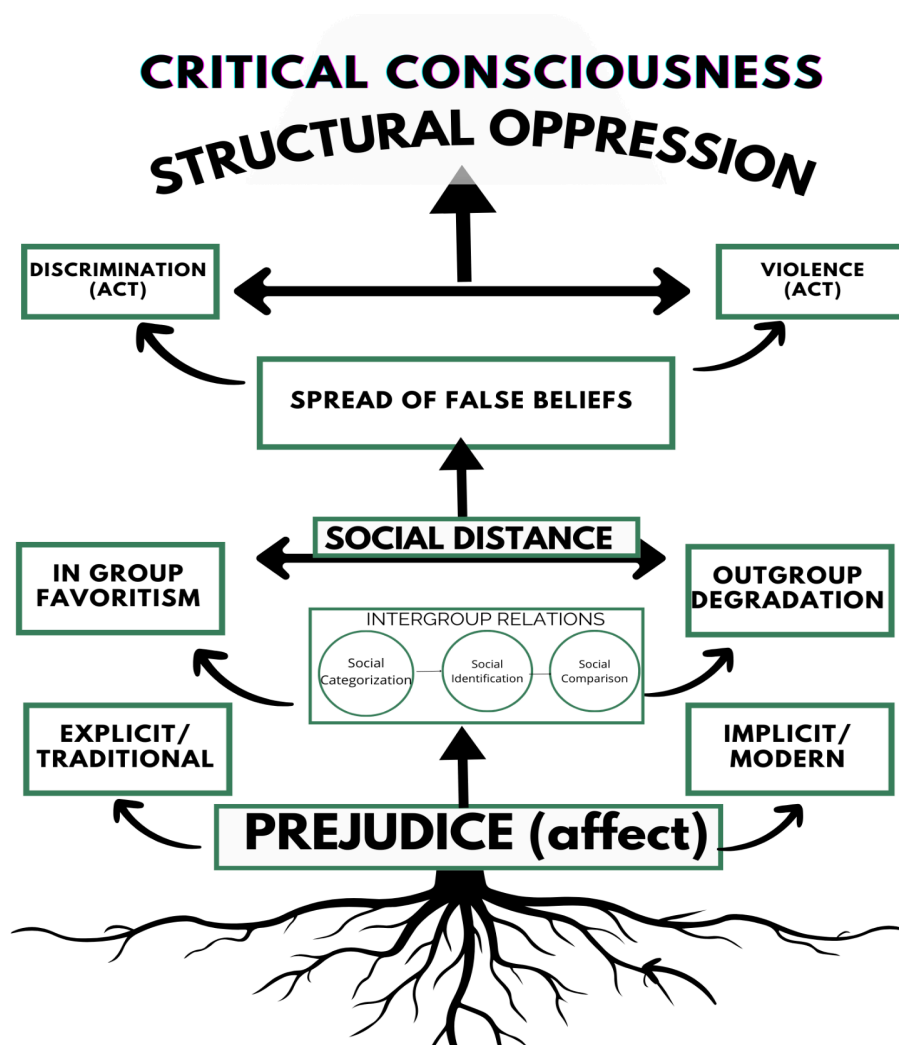 CRITICAL CONSCIOUSNESS
STRUCTURAL OPPRESSION
DISCRIMINATION
(ACT)
VIOLENCE
(ACT)
SPREAD OF FALSE BELIEFS
SOCIAL DISTANCE
IN GROUP
FAVORITISM
OUTGROUP
DEGRADATION
INTERGROUP RELATIONS
Social
Categorization
Social
Identification
Social
Comparison
EXPLICIT/
TRADITIONAL
IMPLICIT/
MODERN
PREJUDICE (affect)